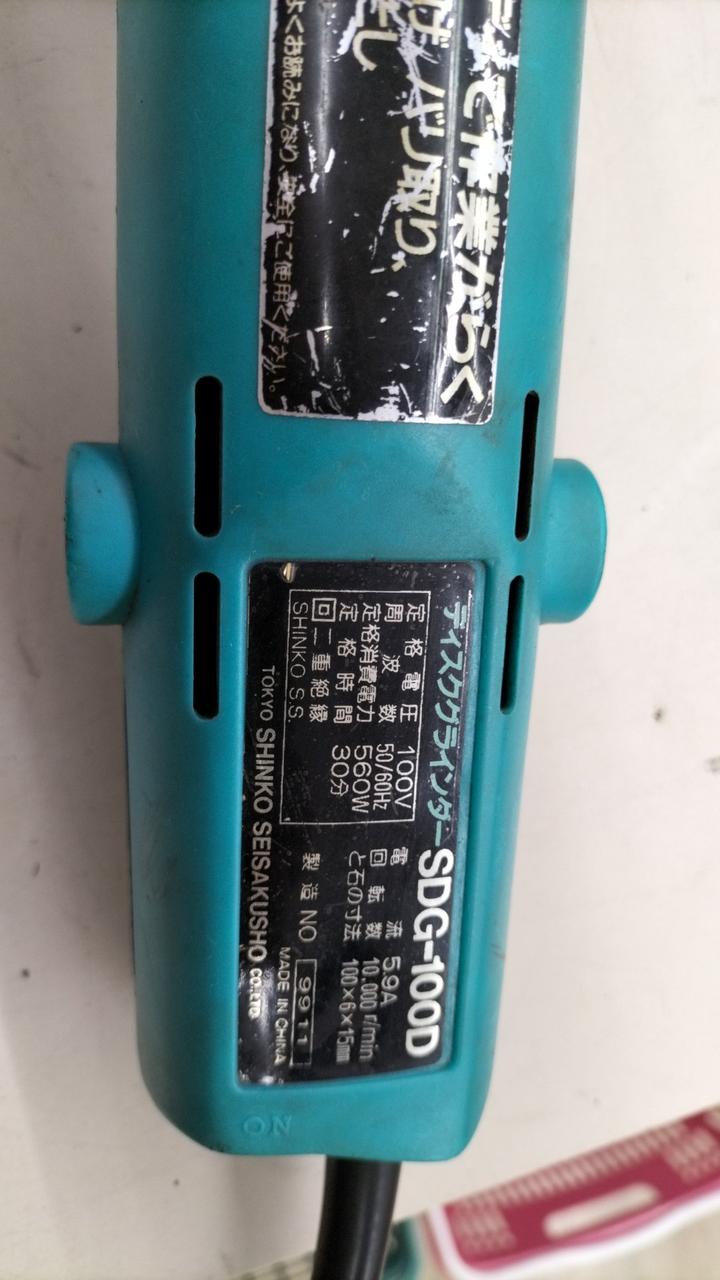 て作業がらく
バリ取り、
よくお読みになり、安全にご使用ください。
ディスクグラインダー SDG-100D
定格電圧 100V
周波数 50/60Hz
定格消費電力 560W
定格時間 30分
回 二重絶縁
SHINKO S.S.
電流 5.9A
回転数 10,000 r/min
と石の寸法 100×6×15mm
製造NO 9911
MADE IN CHINA
TOKYO SHINKO SEISAKUSHO CO.LTD.
ON